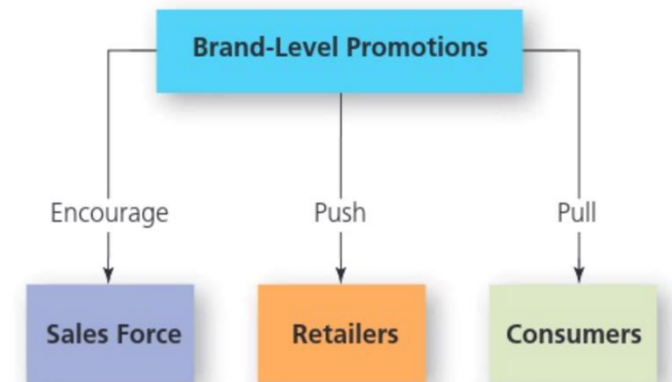 Brand-Level Promotions
Encourage
Push
Pull
Sales Force
Retailers
Consumers